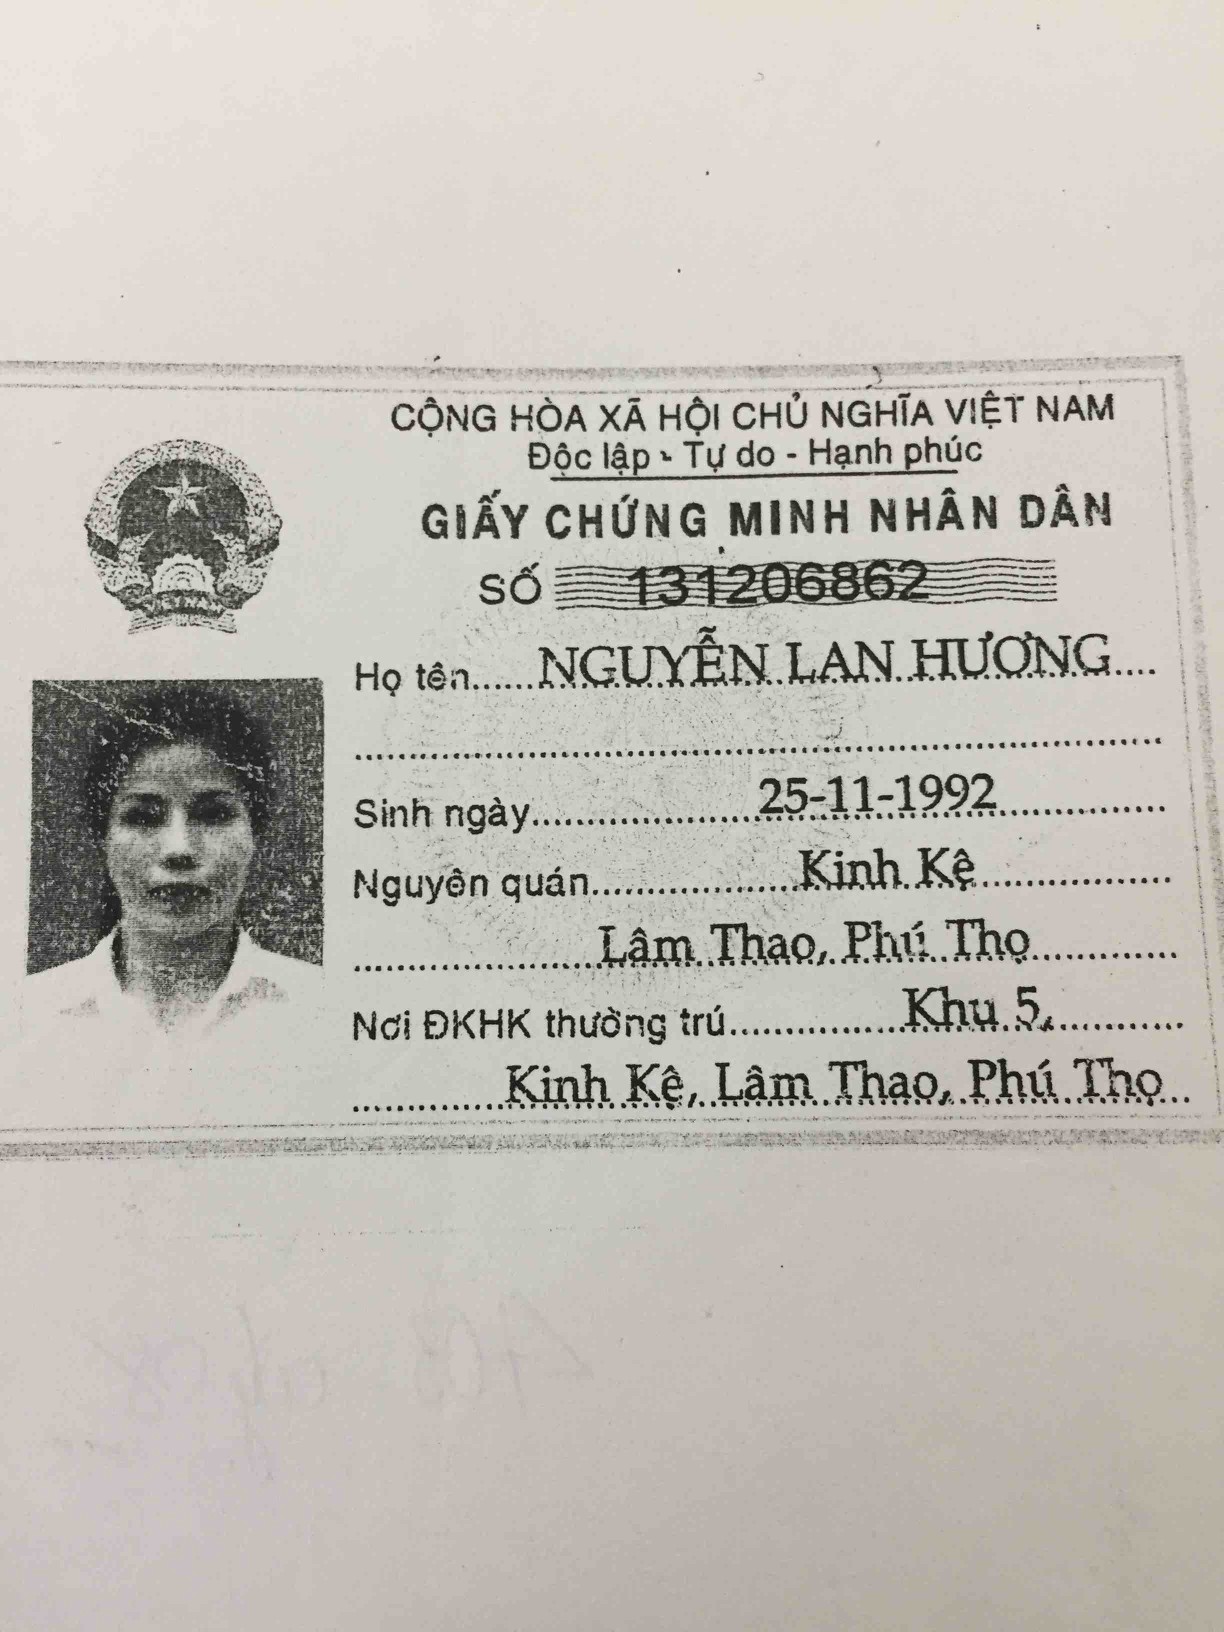 CỘNG HÒA XÃ HỘI CHỦ NGHĨA VIỆT NAM
Độc lập - Tự do - Hạnh phúc
GIẤY CHỨNG MINH NHÂN DÂN
SỐ 131206862
Họ tên......NGUYỄN LAN HƯƠNG....
Sinh ngày....................25-11-1992..............
Nguyên quán..................Kinh Kệ.................
Lâm Thao, Phú Thọ
Nơi ĐKHK thường trú...............Khu 5,............
Kinh Kệ, Lâm Thao, Phú Thọ